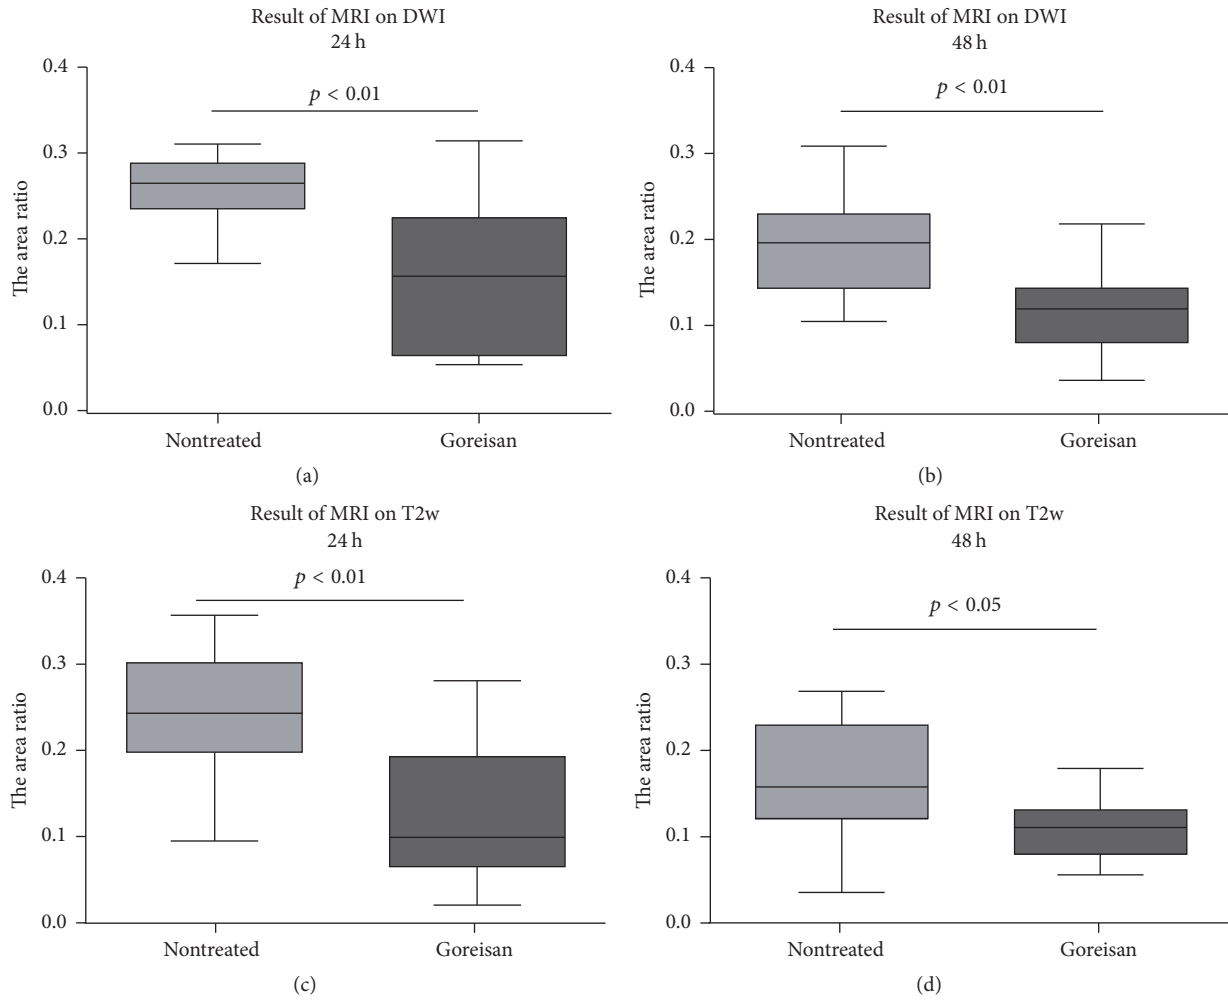 Result of MRI on DWI
24 h
p < 0.01
The area ratio
0.4
0.3
0.2
0.1
0.0
Nontreated
Goreisan
(a)
Result of MRI on DWI
48 h
p < 0.01
The area ratio
0.4
0.3
0.2
0.1
0.0
Nontreated
Goreisan
(b)
Result of MRI on T2w
24 h
p < 0.01
The area ratio
0.4
0.3
0.2
0.1
0.0
Nontreated
Goreisan
(c)
Result of MRI on T2w
48 h
p < 0.05
The area ratio
0.4
0.3
0.2
0.1
0.0
Nontreated
Goreisan
(d)